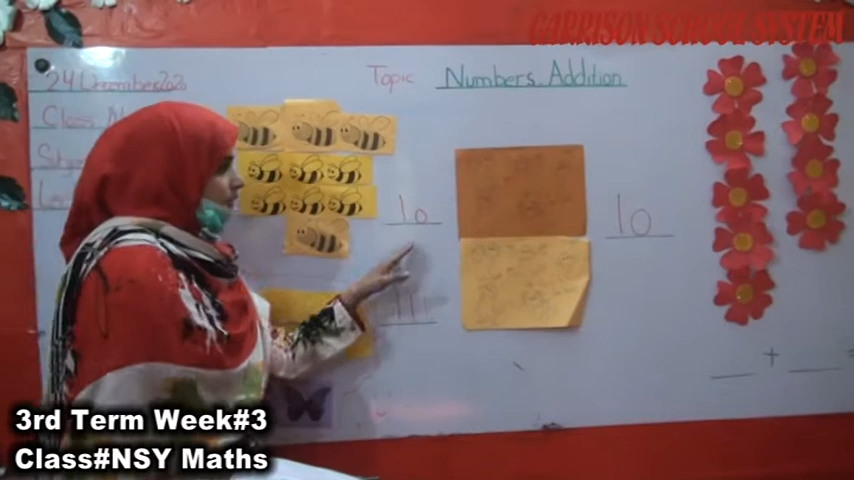 GARRISON SCHOOL SYSTEM
24 December 2020
Topic Numbers Addition
Class
10
10
11
+
3rd Term Week#3
Class#NSY Maths